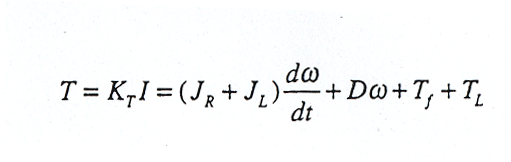 T = K_T I = (J_R + J_L) dω/dt + Dω + T_f + T_L